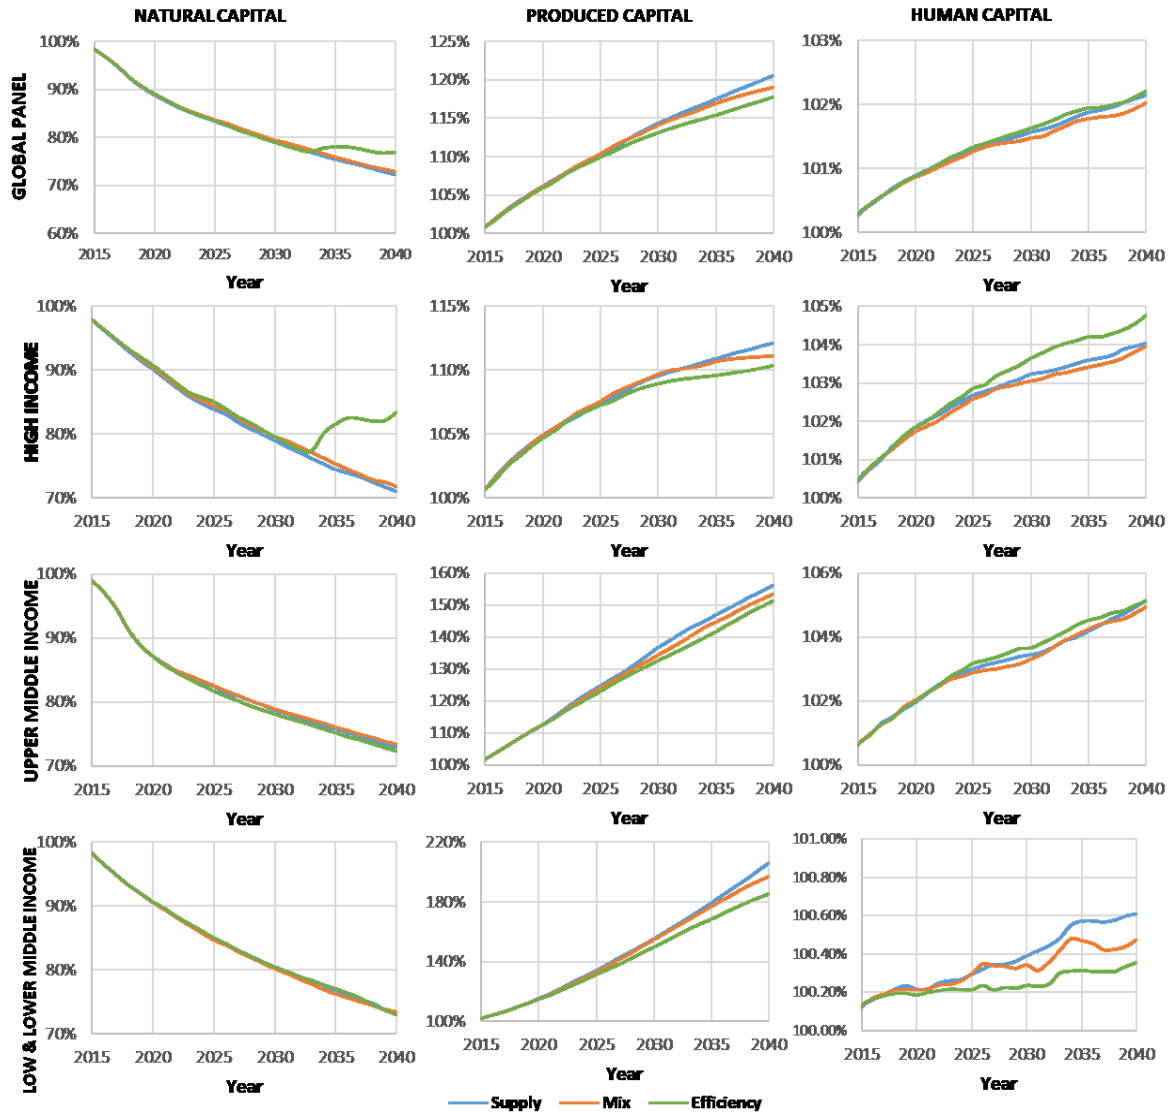 NATURAL CAPITAL PRODUCED CAPITAL HUMAN CAPITAL
GLOBAL PANEL
100%
90%
80%
70%
60%
2015 2020 2025 2030 2035 2040
Year
125%
120%
115%
110%
105%
100%
2015 2020 2025 2030 2035 2040
Year
103%
102%
101%
100%
2015 2020 2025 2030 2035 2040
Year
HIGH INCOME
100%
90%
80%
70%
2015 2020 2025 2030 2035 2040
Year
115%
110%
105%
100%
2015 2020 2025 2030 2035 2040
Year
105%
104%
103%
102%
101%
100%
2015 2020 2025 2030 2035 2040
Year
UPPER MIDDLE INCOME
100%
90%
80%
70%
2015 2020 2025 2030 2035 2040
Year
160%
150%
140%
130%
120%
110%
100%
2015 2020 2025 2030 2035 2040
Year
106%
104%
102%
100%
2015 2020 2025 2030 2035 2040
Year
LOW & LOWER MIDDLE INCOME
100%
90%
80%
70%
2015 2020 2025 2030 2035 2040
Year
220%
180%
140%
100%
2015 2020 2025 2030 2035 2040
Year
101.00%
100.80%
100.60%
100.40%
100.20%
100.00%
2015 2020 2025 2030 2035 2040
Year
Supply Mix Efficiency